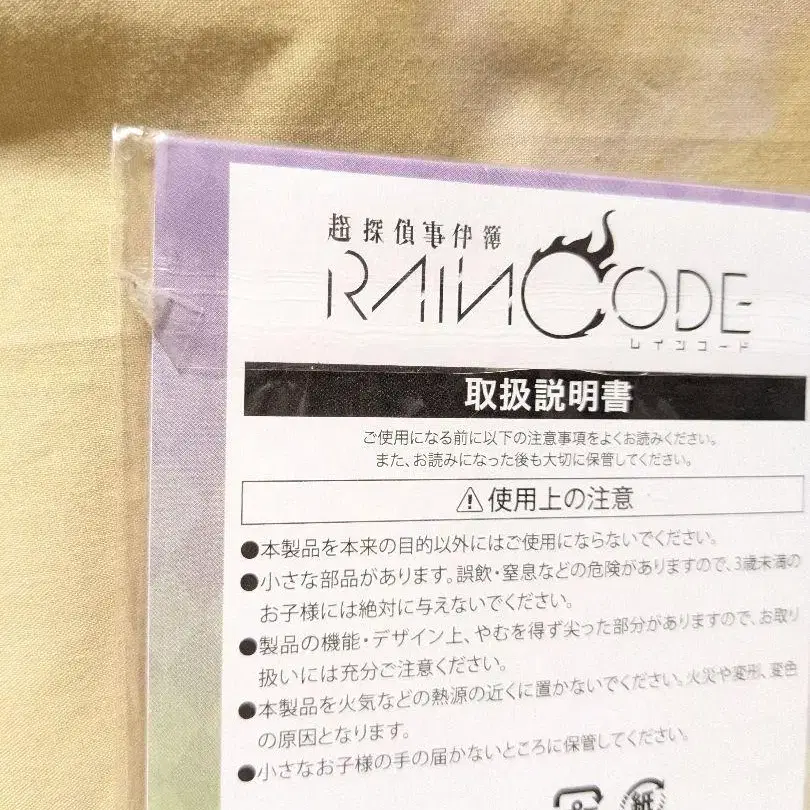 超探偵事件簿
RAINCODE
レインコード
取扱説明書
ご使用になる前に以下の注意事項をよくお読みください。
また、お読みになった後も大切に保管してください。
⚠使用上の注意
●本製品を本来の目的以外にはご使用にならないでください。
●小さな部品があります。誤飲・窒息などの危険がありますので、3歳未満の
お子様には絶対に与えないでください。
●製品の機能・デザイン上、やむを得ず尖った部分がありますので、お取り
扱いには充分ご注意ください。
●本製品を火気などの熱源の近くに置かないでください。火災や変形、変色
の原因となります。
●小さなお子様の手の届かないところに保管してください。
紙